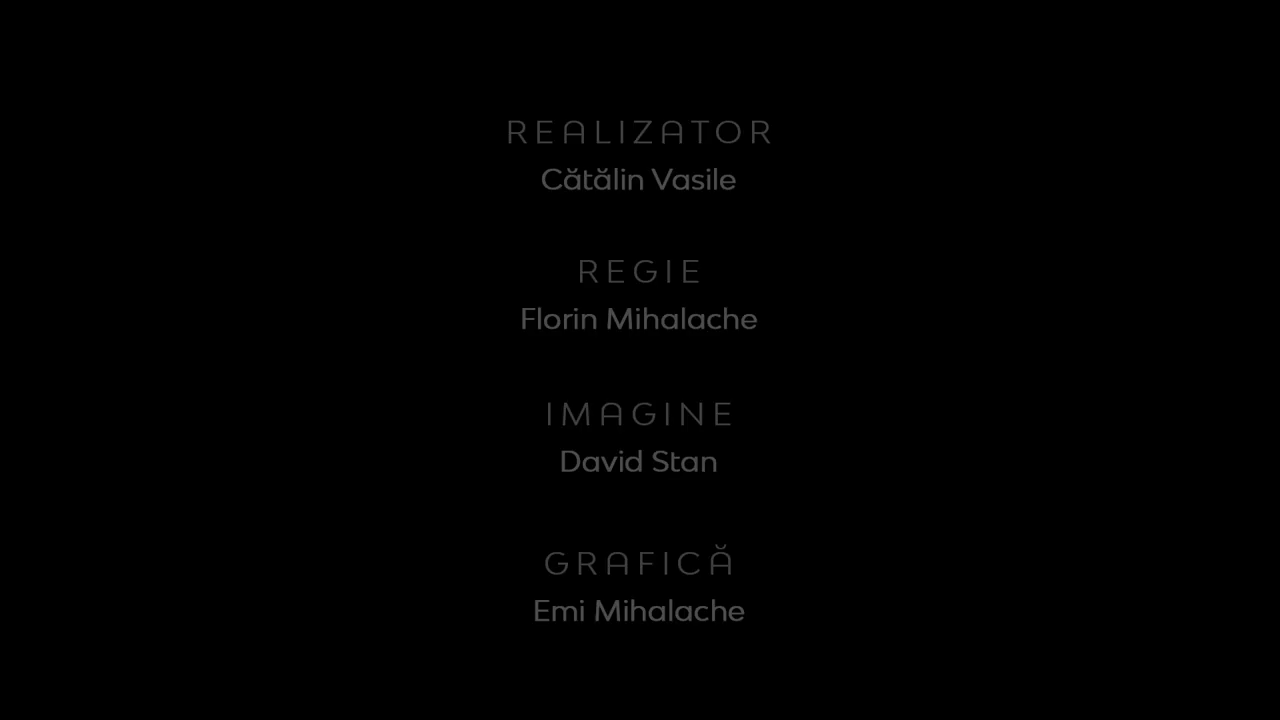 REALIZATOR
Cătălin Vasile
REGIE
Florin Mihalache
IMAGINE
David Stan
GRAFICĂ
Emi Mihalache